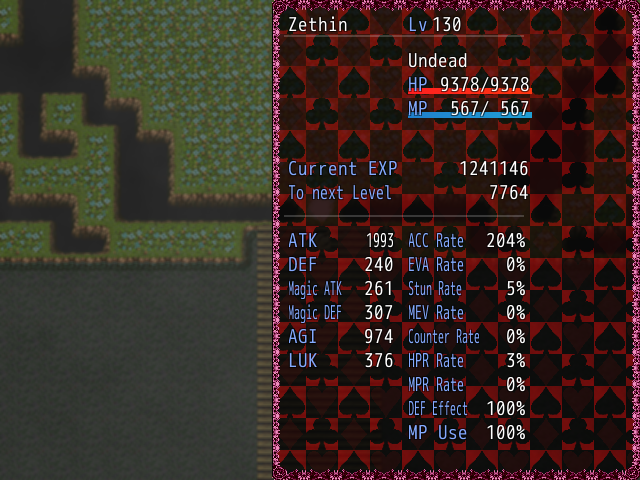 Zethin Lv 130
Undead
HP 9378/9378
MP 567/ 567
Current EXP 1241146
To next Level 7764
ATK 1993 ACC Rate 204%
DEF 240 EVA Rate 0%
Magic ATK 261 Stun Rate 5%
Magic DEF 307 MEV Rate 0%
AGI 974 Counter Rate 0%
LUK 376 HPR Rate 3%
MPR Rate 0%
DEF Effect 100%
MP Use 100%